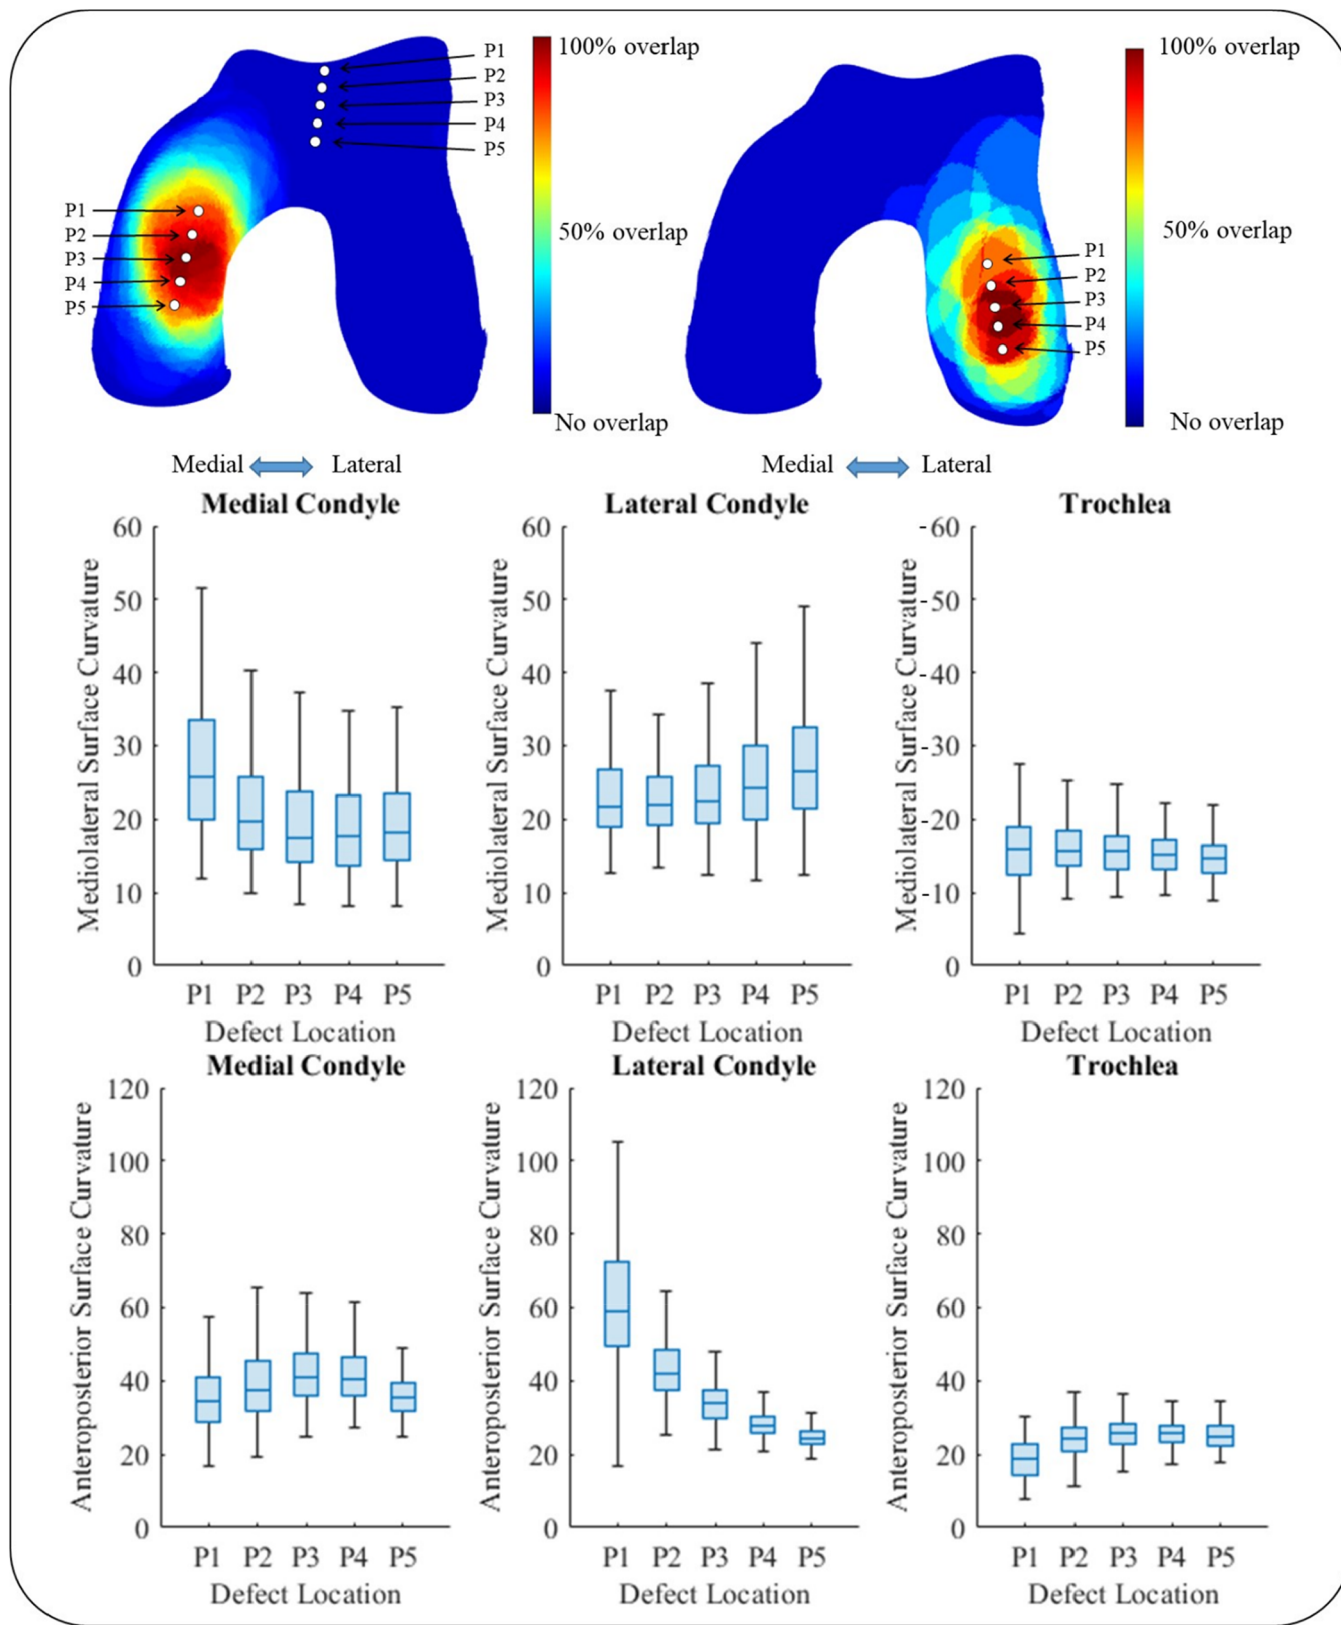 P1
P2
P3
P4
P5
P1
P2
P3
P4
P5
100% overlap
50% overlap
No overlap
P1
P2
P3
P4
P5
100% overlap
50% overlap
No overlap
Medial Lateral
Medial Lateral
Medial Condyle
Mediolateral Surface Curvature
60
50
40
30
20
10
0
P1 P2 P3 P4 P5
Defect Location
Lateral Condyle
Mediolateral Surface Curvature
60
50
40
30
20
10
0
P1 P2 P3 P4 P5
Defect Location
Trochlea
Mediolateral Surface Curvature
-60
-50
-40
-30
-20
-10
0
P1 P2 P3 P4 P5
Defect Location
Medial Condyle
Anteroposterior Surface Curvature
120
100
80
60
40
20
0
P1 P2 P3 P4 P5
Defect Location
Lateral Condyle
Anteroposterior Surface Curvature
120
100
80
60
40
20
0
P1 P2 P3 P4 P5
Defect Location
Trochlea
Anteroposterior Surface Curvature
120
100
80
60
40
20
0
P1 P2 P3 P4 P5
Defect Location